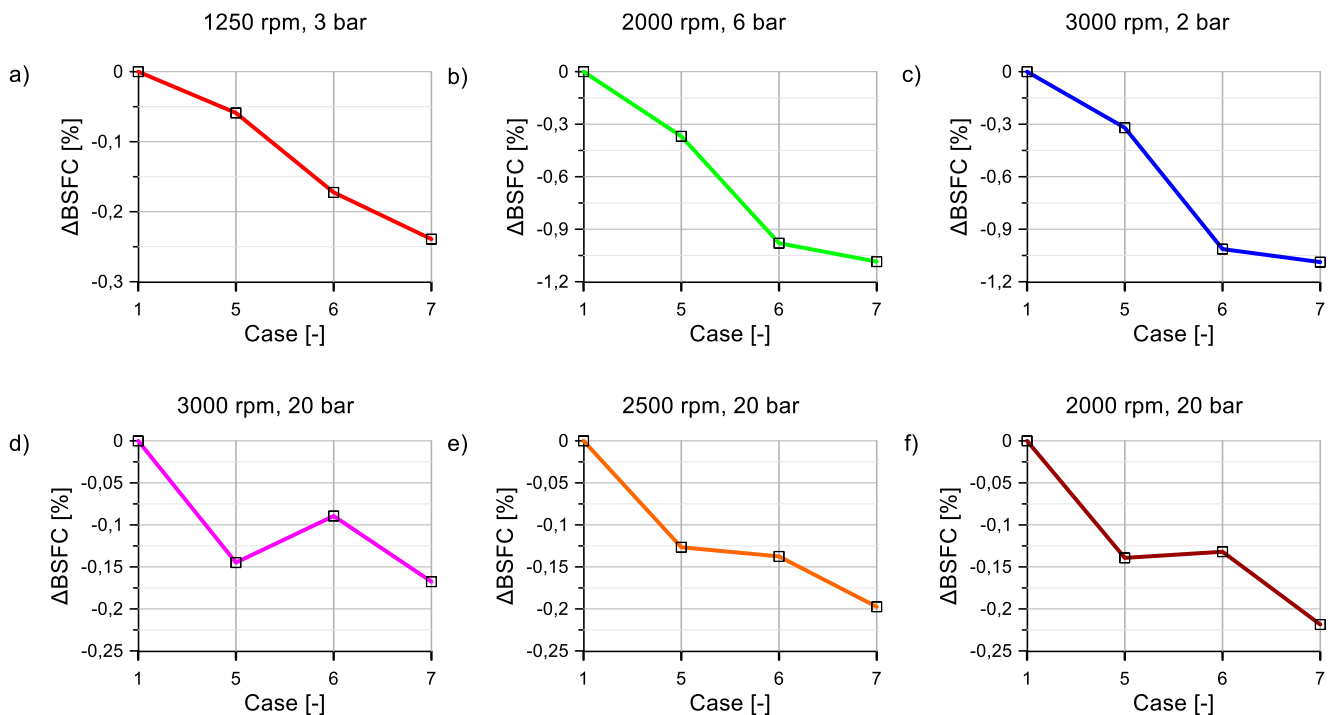 1250 rpm, 3 bar
a)
0
-0,1
-0,2
-0,3
ΔBSFC [%]
1 5 6 7
Case [-]
2000 rpm, 6 bar
b)
0
-0,3
-0,6
-0,9
-1,2
ΔBSFC [%]
1 5 6 7
Case [-]
3000 rpm, 2 bar
c)
0
-0,3
-0,6
-0,9
-1,2
ΔBSFC [%]
1 5 6 7
Case [-]
3000 rpm, 20 bar
d)
0
-0,05
-0,1
-0,15
-0,2
-0,25
ΔBSFC [%]
1 5 6 7
Case [-]
2500 rpm, 20 bar
e)
0
-0,05
-0,1
-0,15
-0,2
-0,25
ΔBSFC [%]
1 5 6 7
Case [-]
2000 rpm, 20 bar
f)
0
-0,05
-0,1
-0,15
-0,2
-0,25
ΔBSFC [%]
1 5 6 7
Case [-]